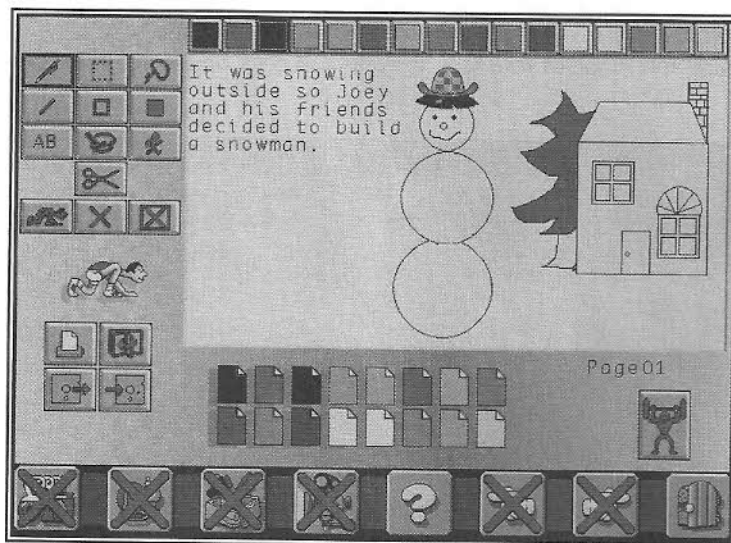 It was snowing
outside so Joey
and his friends
decided to build
a snowman.
AB
Page01